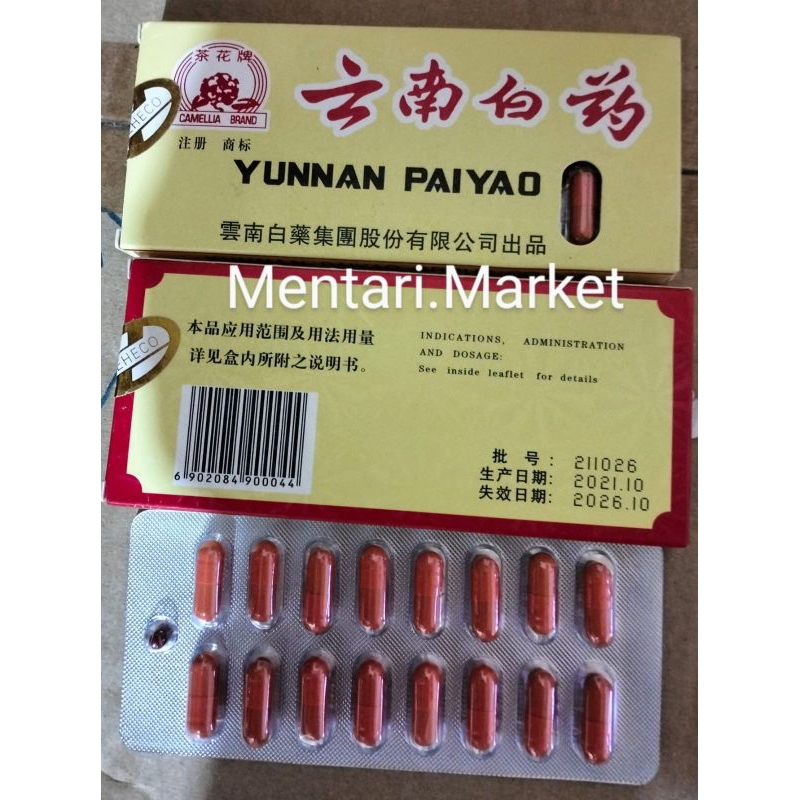 茶花牌
CAMELLIA BRAND
注册 商标
云南白药
YUNNAN PAIYAO
雲南白藥集團股份有限公司出品
Mentari.Market
本品应用范围及用法用量
详见盒内所附之说明书。
INDICATIONS, ADMINISTRATION
AND DOSAGE:
See inside leaflet for details
6 902084 900044
批 号: 211026
生产日期: 2021.10
失效日期: 2026.10